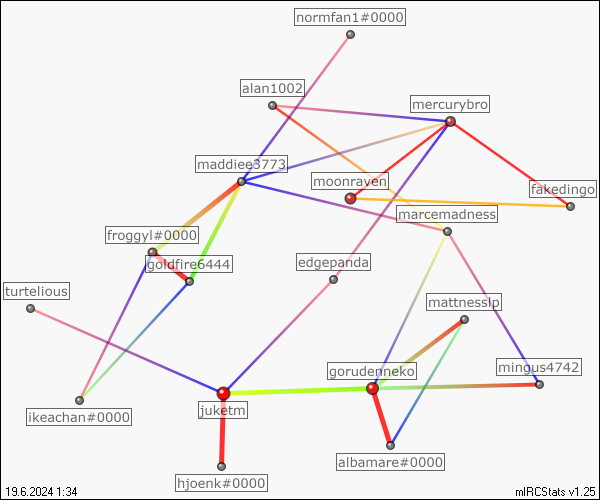 normfan1#0000
alan1002
mercurybro
maddiee3773
moonraven
fakedingo
marcemadness
froggyl#0000
goldfire6444
edgepanda
turtelious
mattnesslp
gorudenneko
mingus4742
ikeachan#0000
juketm
albamare#0000
hjoenk#0000
19.6.2024 1:34
mIRCStats v1.25